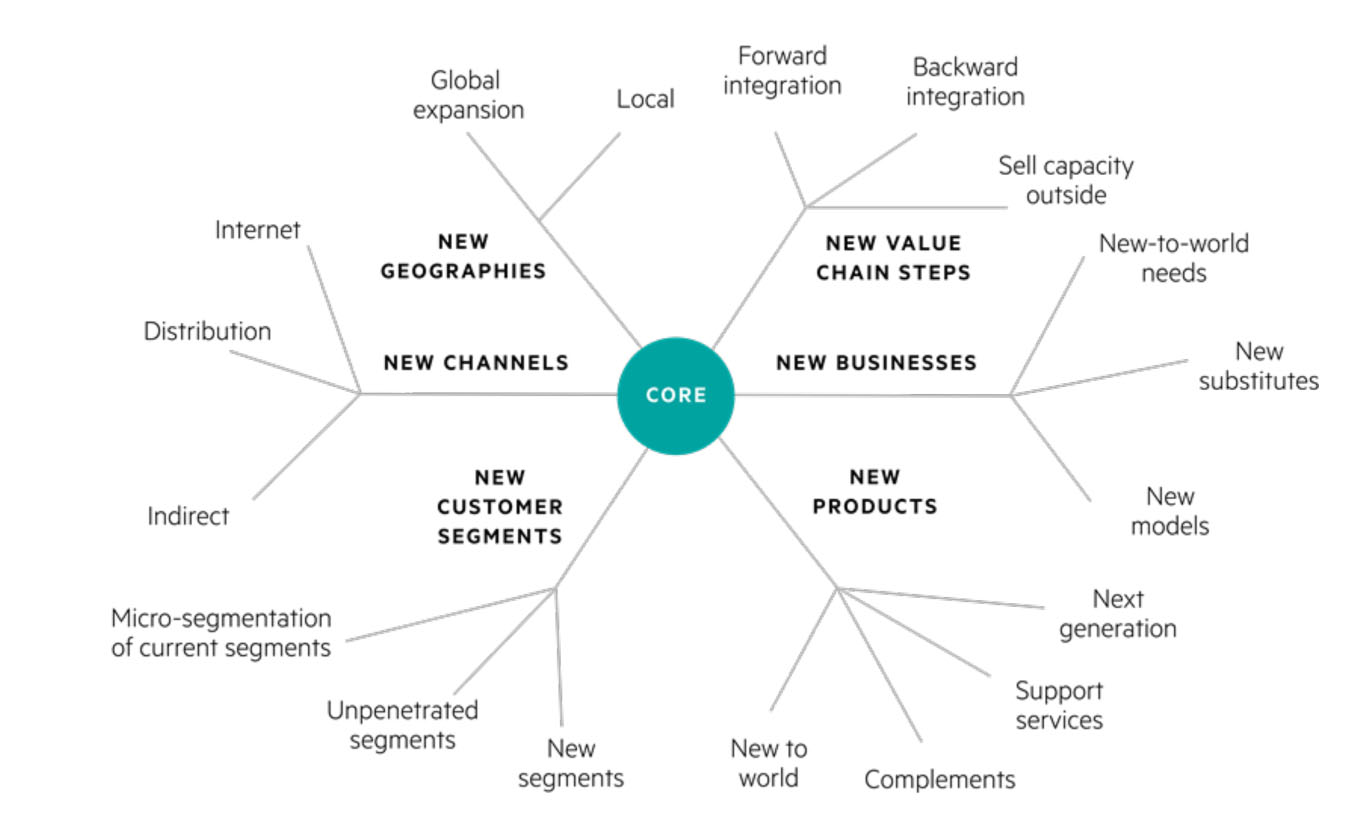 Global
expansion
Local
Forward
integration
Backward
integration
Sell capacity
outside
Internet
NEW
GEOGRAPHIES
NEW VALUE
CHAIN STEPS
New-to-world
needs
Distribution
NEW CHANNELS
CORE
NEW BUSINESSES
New
substitutes
Indirect
NEW
CUSTOMER
SEGMENTS
NEW
PRODUCTS
New
models
Micro-segmentation
of current segments
Unpenetrated
segments
New
segments
New to
world
Complements
Support
services
Next
generation